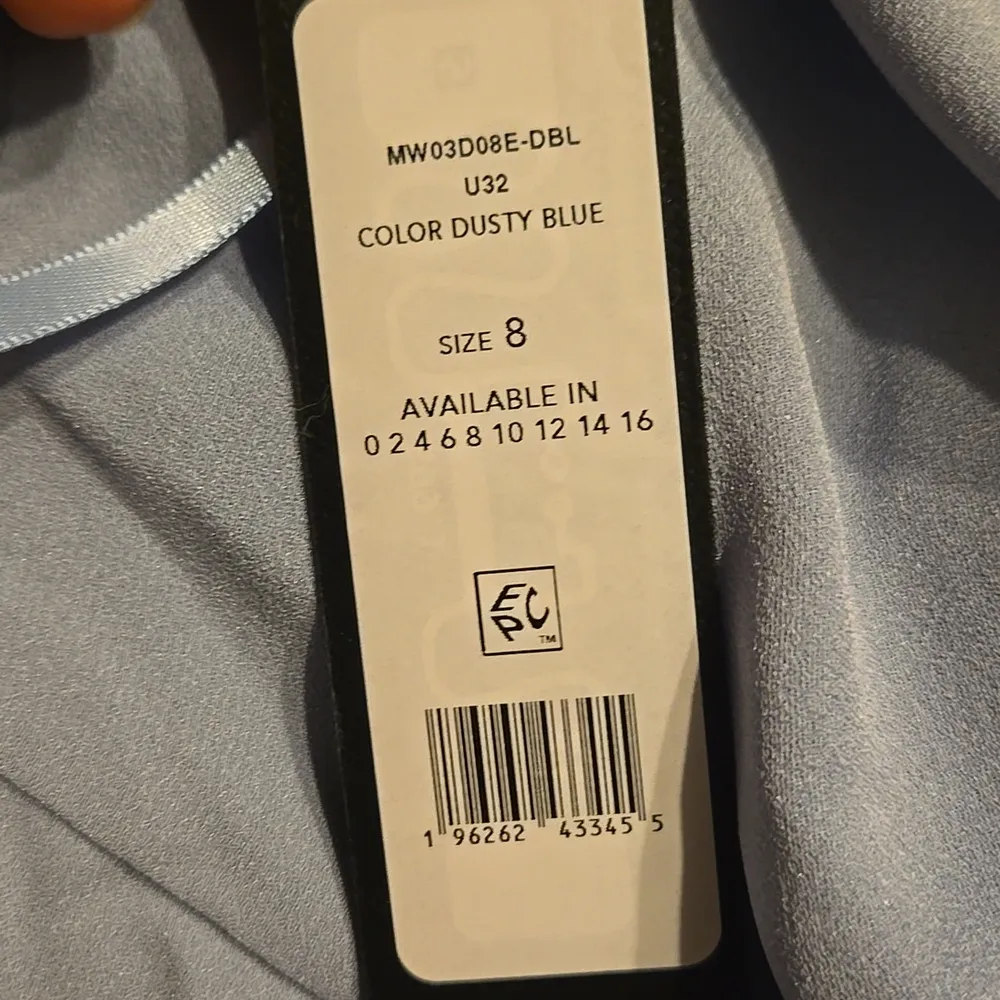 MW03D08E-DBL
U32
COLOR DUSTY BLUE
SIZE 8
AVAILABLE IN
0 2 4 6 8 10 12 14 16
EPC™
1 96262 43345 5